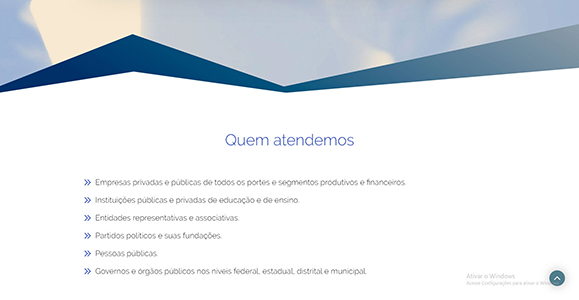 Quem atendemos
Empresas privadas e públicas de todos os portes e segmentos produtivos e financeiros.
Instituições públicas e privadas de educação e de ensino.
Entidades representativas e associativas.
Partidos políticos e suas fundações.
Pessoas públicas.
Governos e órgãos públicos nos níveis federal, estadual, distrital e municipal.
Ativar o Windows
Acesse Configurações para ativar o Windows.